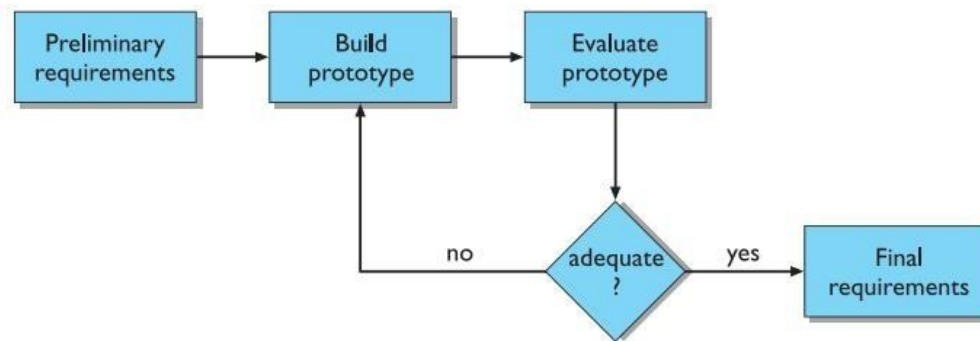 Preliminary
requirements
Build
prototype
Evaluate
prototype
no
adequate
?
yes
Final
requirements